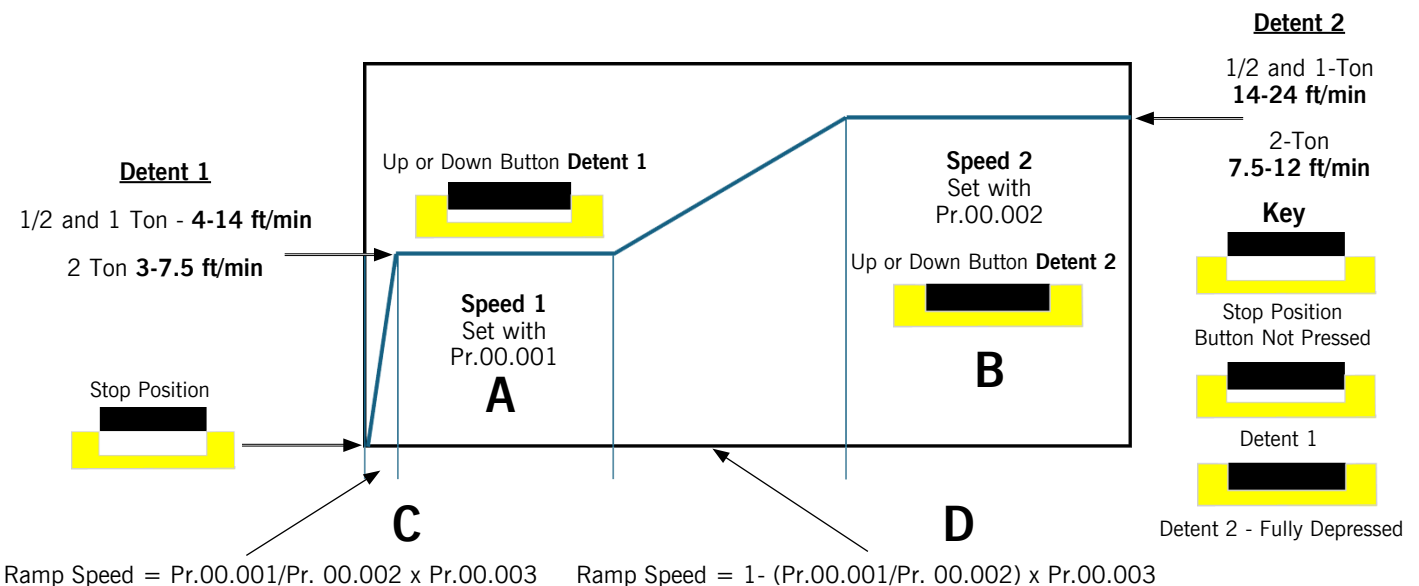 Detent 2
1/2 and 1-Ton
14-24 ft/min
2-Ton
7.5-12 ft/min
Detent 1
1/2 and 1 Ton - 4-14 ft/min
2 Ton 3-7.5 ft/min
Up or Down Button Detent 1
Speed 1
Set with
Pr.00.001
A
Speed 2
Set with
Pr.00.002
Up or Down Button Detent 2
B
Key
Stop Position
Button Not Pressed
Detent 1
Detent 2 - Fully Depressed
Stop Position
C
D
Ramp Speed = Pr.00.001/Pr. 00.002 x Pr.00.003
Ramp Speed = 1- (Pr.00.001/Pr. 00.002) x Pr.00.003